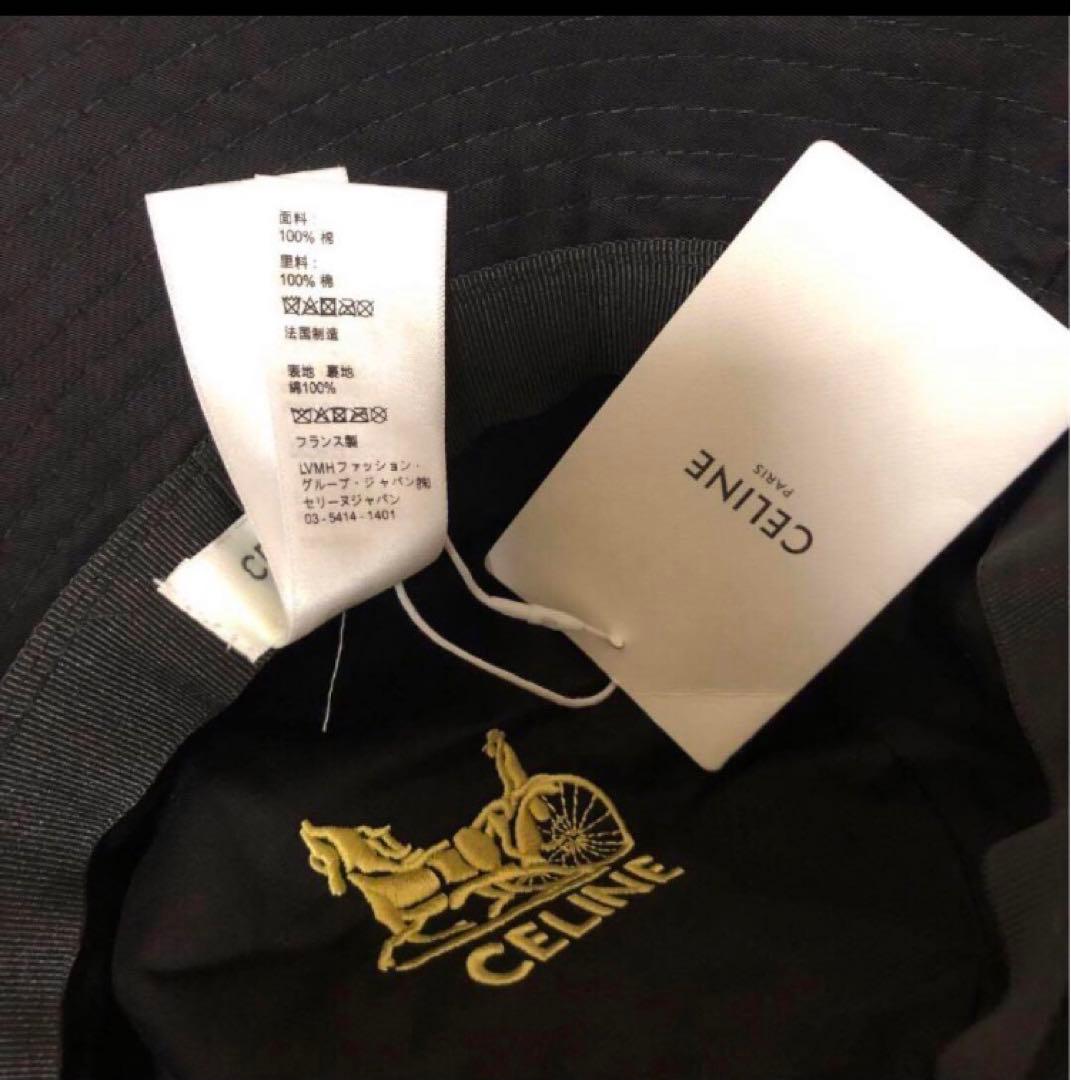 面料：
100% 棉
里料：
100% 棉
法国制造
表地 裏地
綿100%
フランス製
LVMHファッション・
グループ・ジャパン㈱
セリーヌジャパン
03-5414-1401
CELINE
PARIS
CELINE